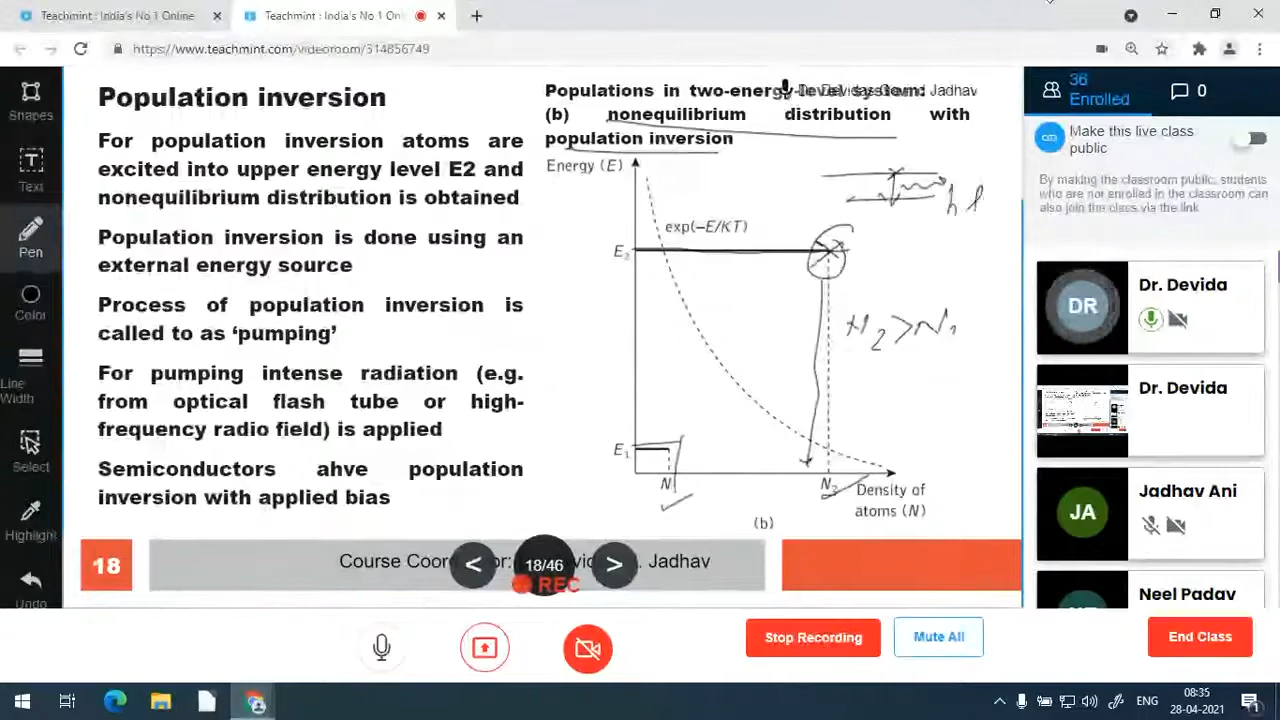 Teachmint : India's No 1 Online
Teachmint : India's No 1 Onl
https://www.teachmint.com/videoroom/314856749
Shapes
Text
Pen
Color
Line
Width
Select
Highlight
Undo
Population inversion
For population inversion atoms are
excited into upper energy level E2 and
nonequilibrium distribution is obtained
Population inversion is done using an
external energy source
Process of population inversion is
called to as ‘pumping’
For pumping intense radiation (e.g.
from optical flash tube or high-
frequency radio field) is applied
Semiconductors ahve population
inversion with applied bias
Populations in two-energy-level system:
Jadhav
(b) nonequilibrium distribution with
population inversion
Energy (E)
exp(−E/KT)
E₂
N₂>N₁
E₁
N
N₂
Density of
atoms (N)
(b)
18
Course Coor
or:
Jadhav
<
18/46
>
REC
36
Enrolled
0
Make this live class
public
By making the classroom public, students
who are not enrolled in the classroom can
also join the class via the link
DR
Dr. Devida
Dr. Devida
JA
Jadhav Ani
Neel Padav
Stop Recording
Mute All
End Class
ENG
08:35
28-04-2021
1